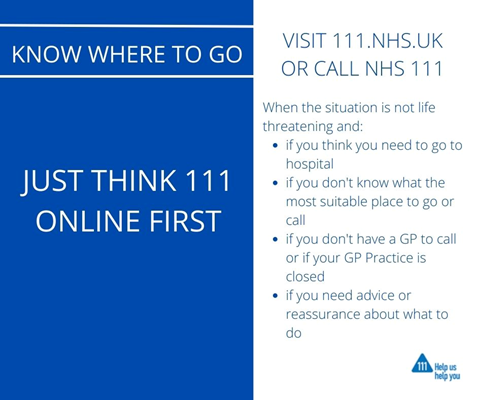 KNOW WHERE TO GO
JUST THINK 111
ONLINE FIRST
VISIT 111.NHS.UK
OR CALL NHS 111
When the situation is not life
threatening and:
• if you think you need to go to
hospital
• if you don't know what the
most suitable place to go or
call
• if you don't have a GP to call
or if your GP Practice is
closed
• if you need advice or
reassurance about what to
do
111 Help us
help you